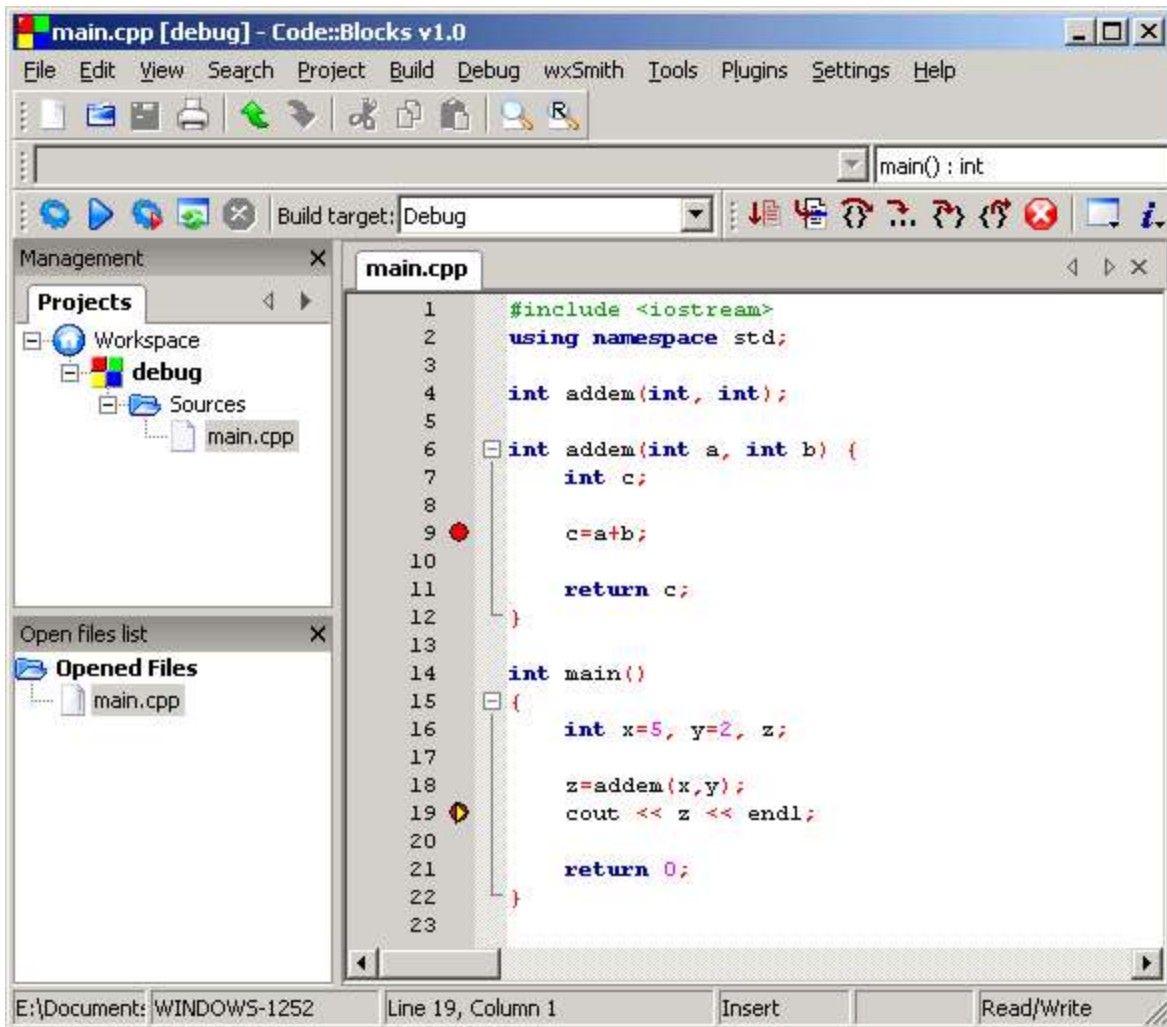 main.cpp [debug] - Code::Blocks v1.0
File Edit View Search Project Build Debug wxSmith Tools Plugins Settings Help
R
main() : int
Build target: Debug
Management
Projects
Workspace
debug
Sources
main.cpp
Open files list
Opened Files
main.cpp
main.cpp
1 #include <iostream>
2 using namespace std;
3
4 int addem(int, int);
5
6 int addem(int a, int b) {
7 int c;
8
9 c=a+b;
10
11 return c;
12 }
13
14 int main()
15 {
16 int x=5, y=2, z;
17
18 z=addem(x,y);
19 cout << z << endl;
20
21 return 0;
22 }
23
E:\Documents WINDOWS-1252 Line 19, Column 1 Insert Read/Write